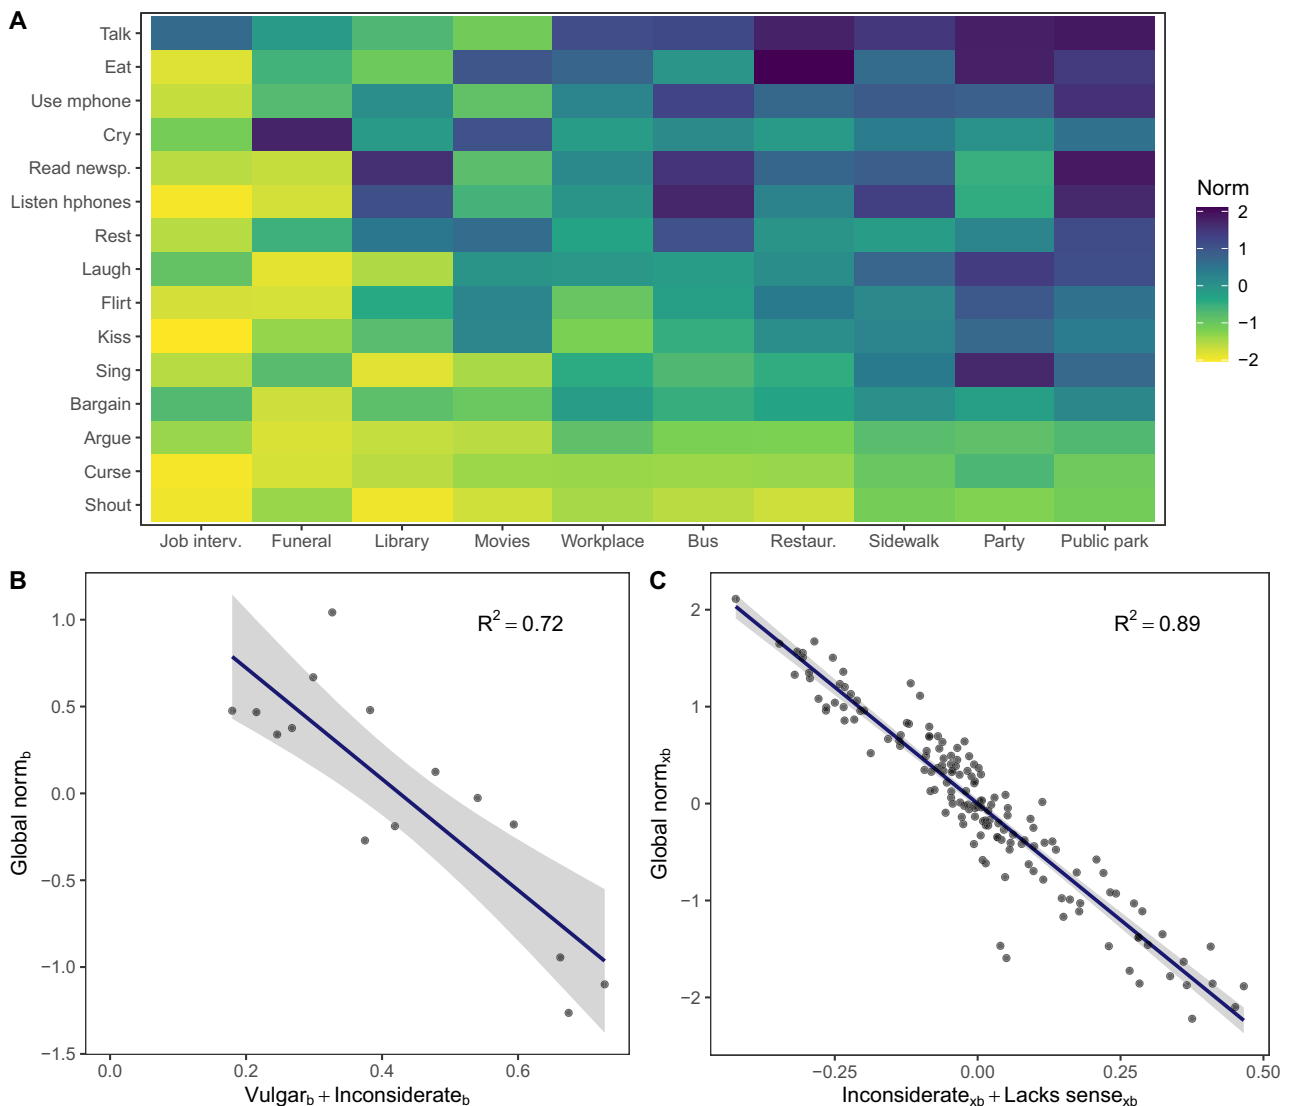 A
Talk
Eat
Use mphone
Cry
Read newsp.
Listen hphones
Rest
Laugh
Flirt
Kiss
Sing
Bargain
Argue
Curse
Shout
Job interv. Funeral Library Movies Workplace Bus Restaur. Sidewalk Party Public park
Norm
2
1
0
−1
−2
B
R² = 0.72
Global norm_b
1.0
0.5
0.0
−0.5
−1.0
−1.5
0.0 0.2 0.4 0.6
Vulgar_b + Inconsiderate_b
C
R² = 0.89
Global norm_xb
2
1
0
−1
−2
−0.25 0.00 0.25 0.50
Inconsiderate_xb + Lacks sense_xb